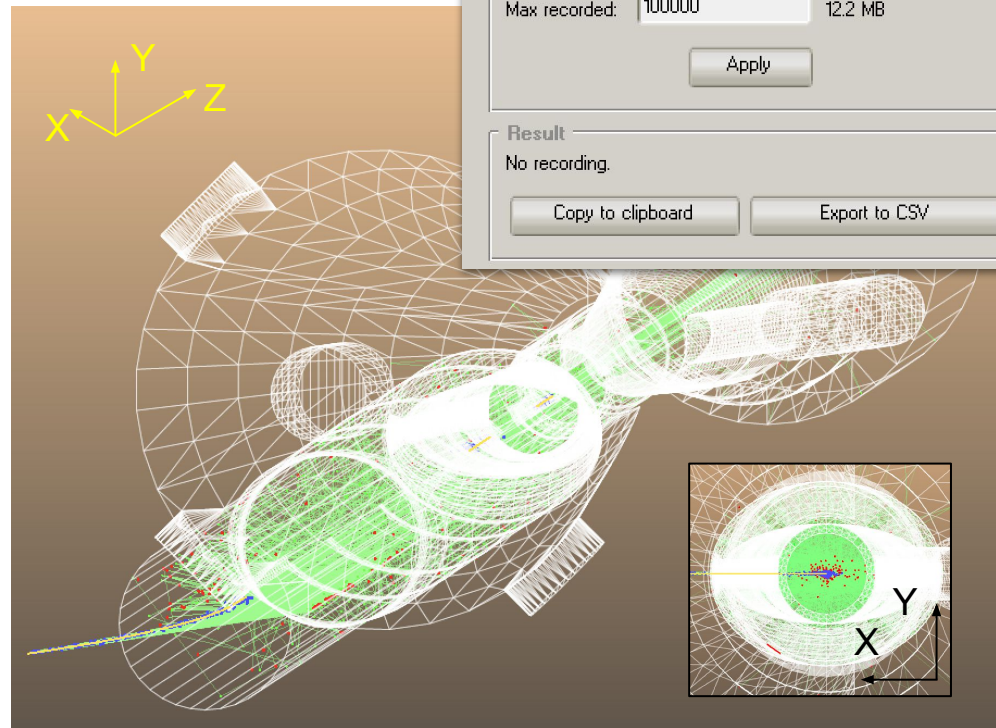 Max recorded: 100000 12.2 MB
Apply
Result
No recording.
Copy to clipboard Export to CSV
Y
Z
X
Y
X